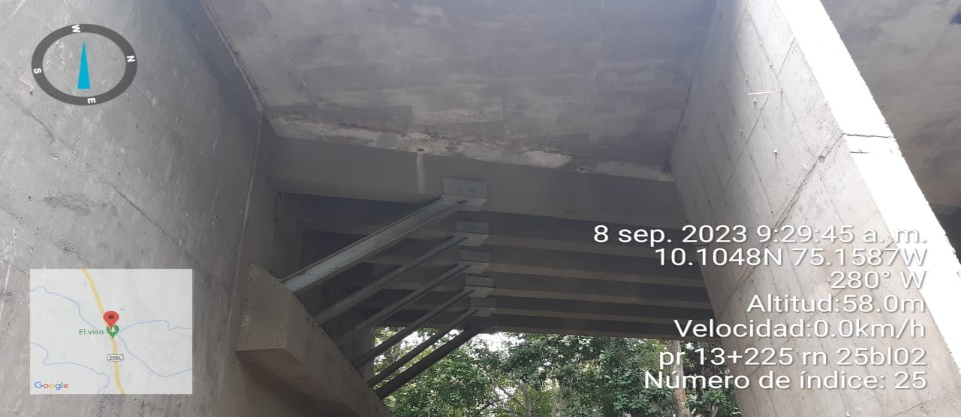 W
N
S
E
8 sep. 2023 9:29:45 a. m.
10.1048N 75.1587W
280° W
Altitud:58.0m
Velocidad:0.0km/h
pr 13+225 rn 25bl02
Número de índice: 25
El viso
25BL
Google